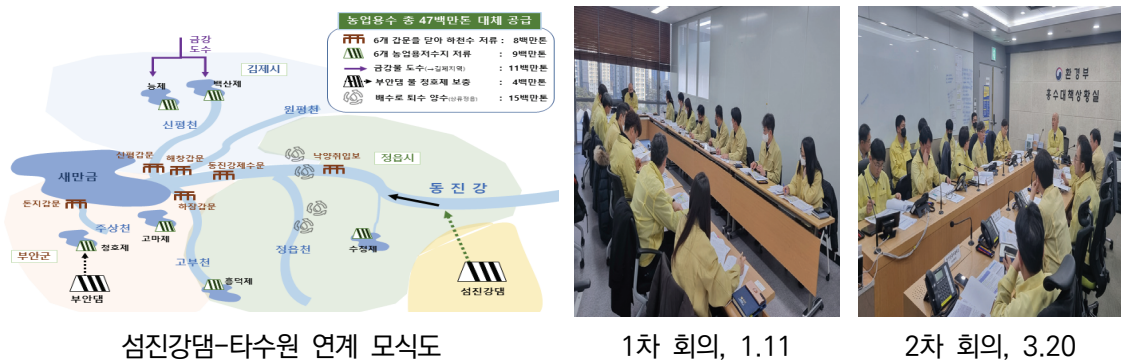 농업용수 총 47백만톤 대체 공급
6개 갑문을 닫아 하천수 저류 : 8백만톤
6개 농업용저수지 저류 : 9백만톤
금강물 도수(→김제지역) : 11백만톤
부안댐 물 청호제 보충 : 4백만톤
배수로 퇴수 양수 : 15백만톤
금강
도수
김제시
능제
백산제
신평천
원평천
신평갑문
해창갑문
동진강제수문
낙양취입보
정읍시
새만금
동 진 강
돈지갑문
하장갑문
주상천
고마제
청호제
수청제
부안군
고부천
정읍천
흥덕제
부안댐
섬진강댐
환경부
홍수대책상황실
섬진강댐-타수원 연계 모식도
1차 회의, 1.11
2차 회의, 3.20